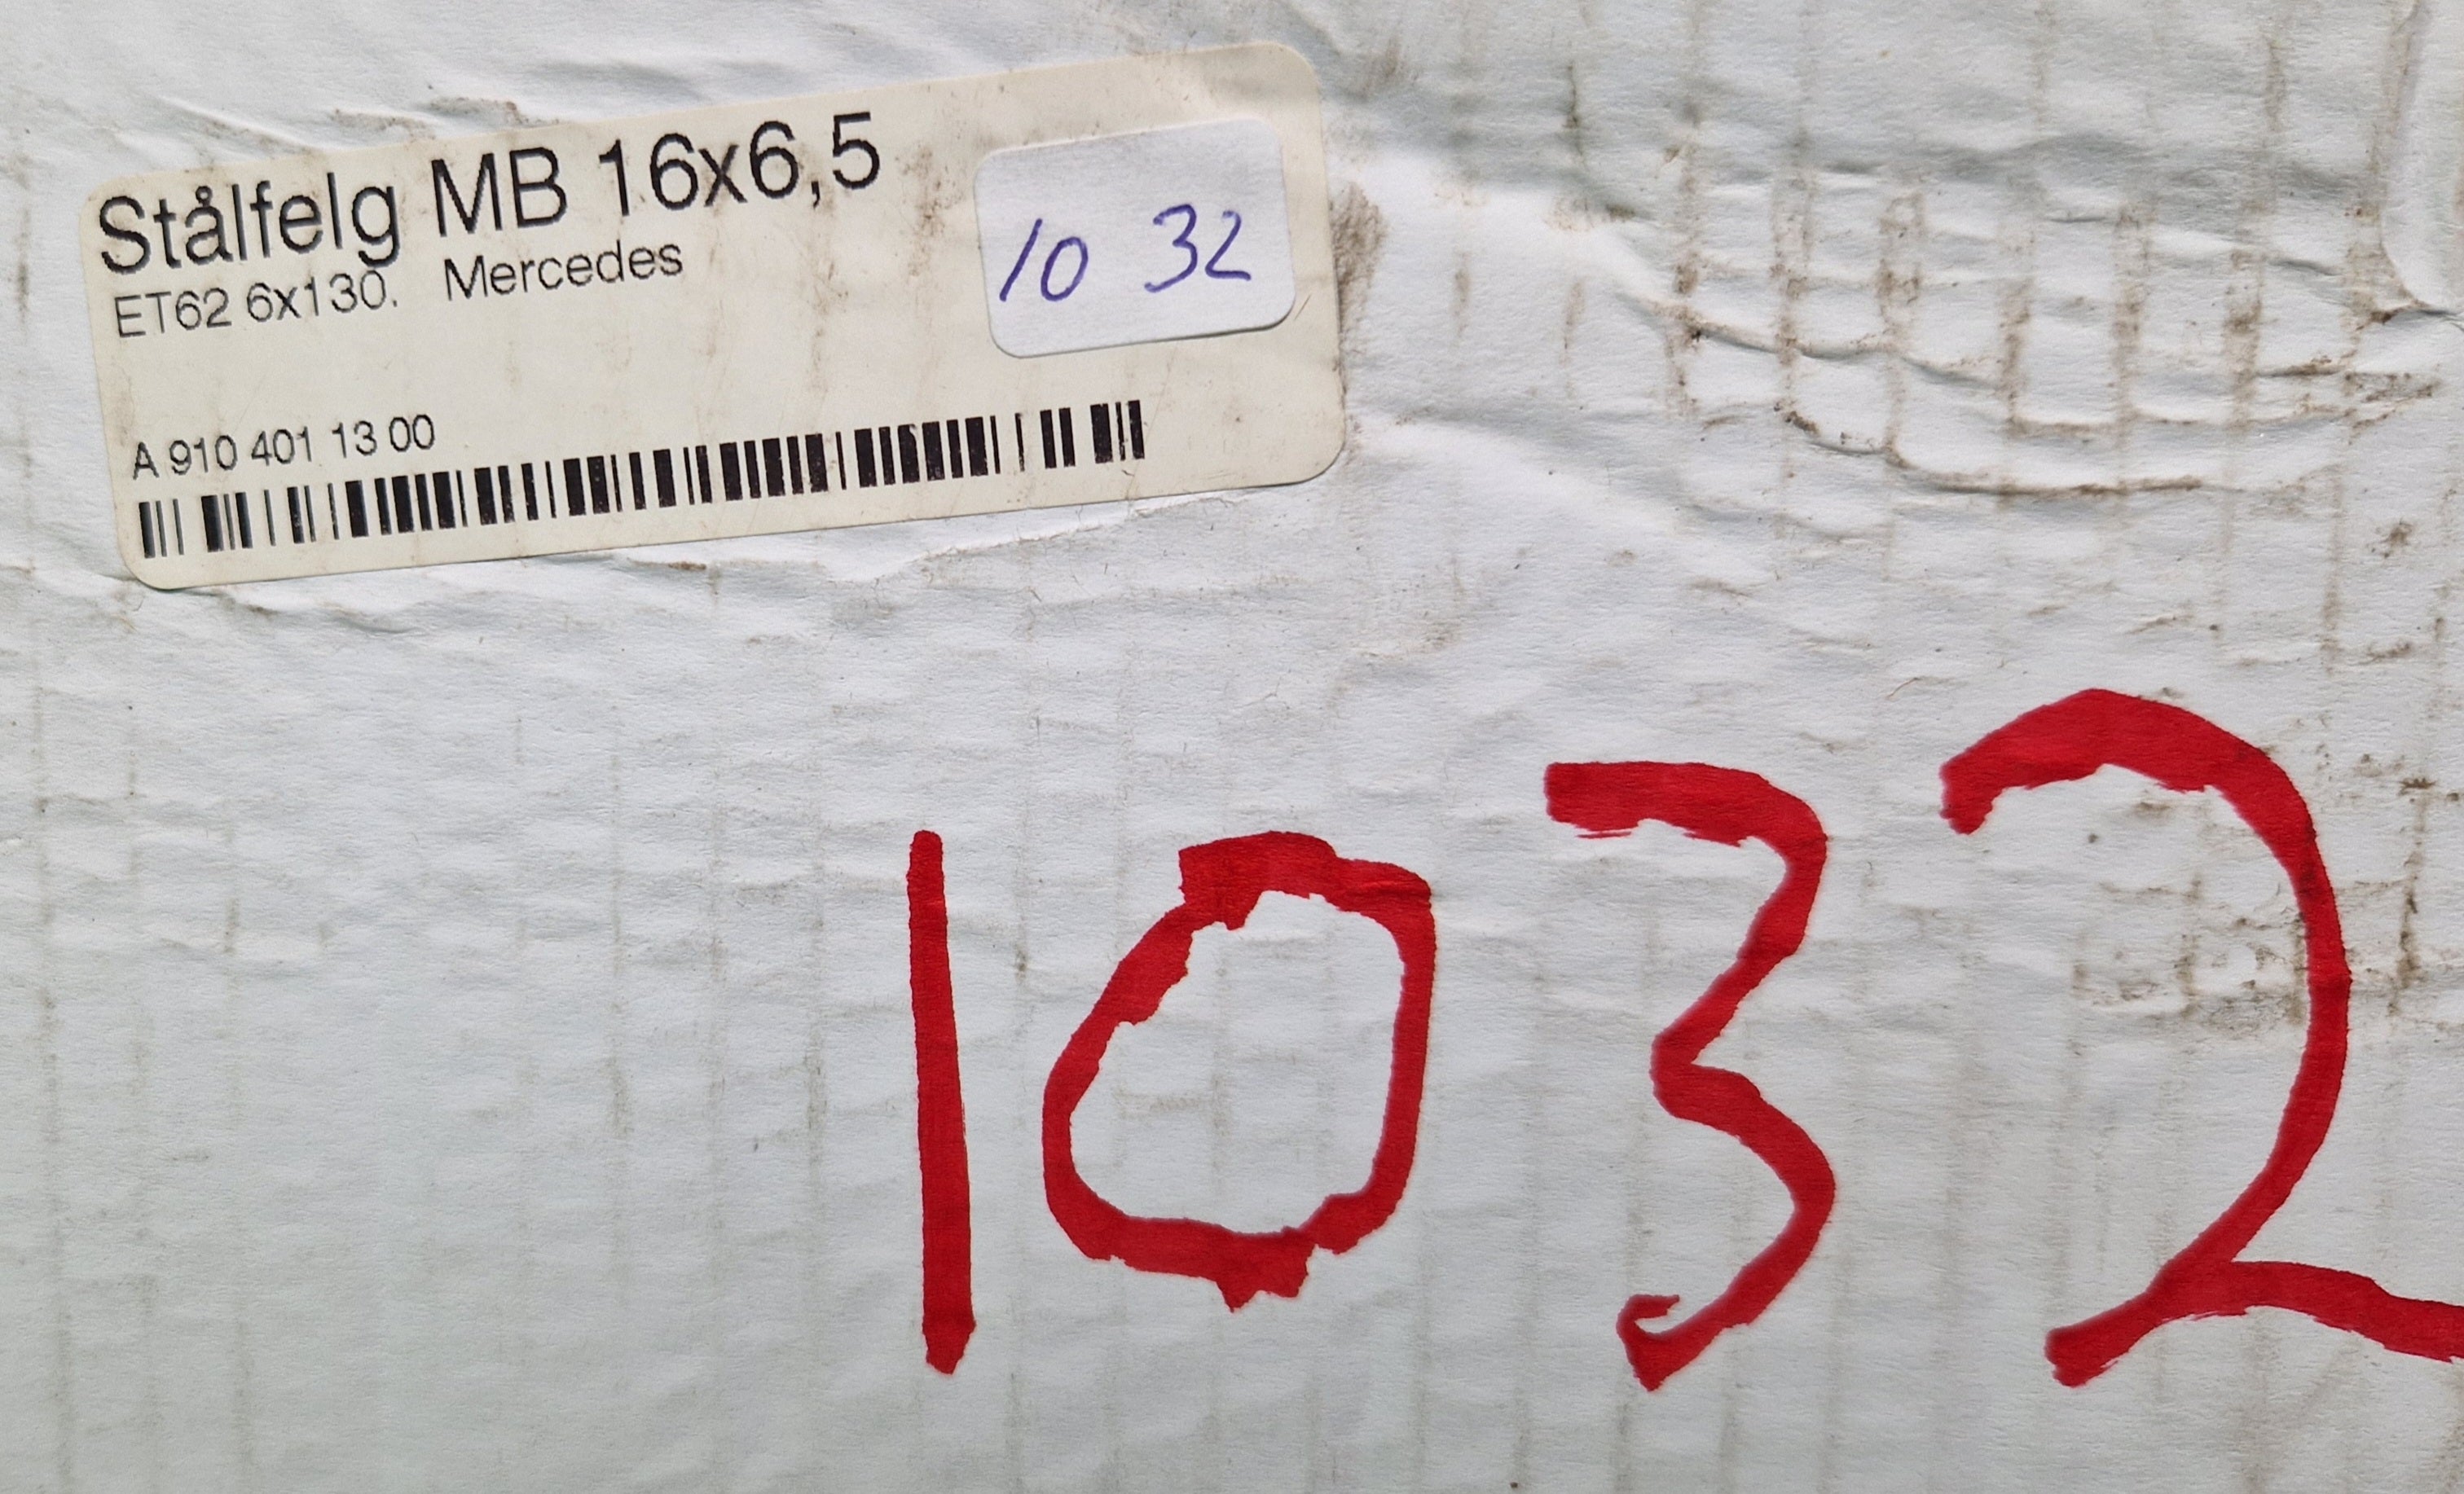 Stålfelg MB 16x6,5
ET62 6x130. Mercedes
10 32
A 910 401 13 00
1032